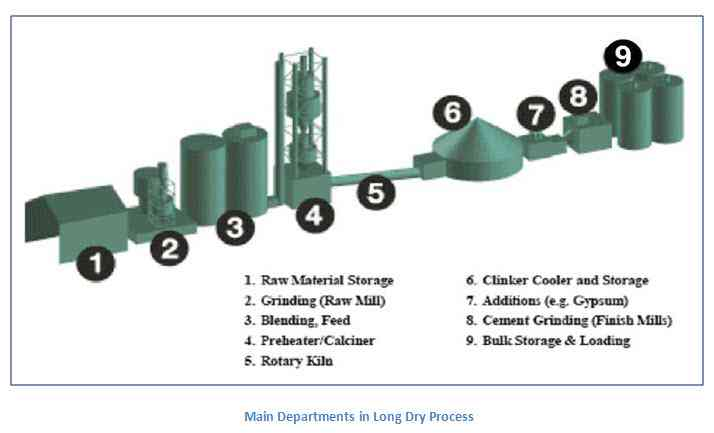 9
6
7
8
5
4
3
2
1
1. Raw Material Storage
2. Grinding (Raw Mill)
3. Blending, Feed
4. Preheater/Calciner
5. Rotary Kiln
6. Clinker Cooler and Storage
7. Additions (e.g. Gypsum)
8. Cement Grinding (Finish Mills)
9. Bulk Storage & Loading
Main Departments in Long Dry Process